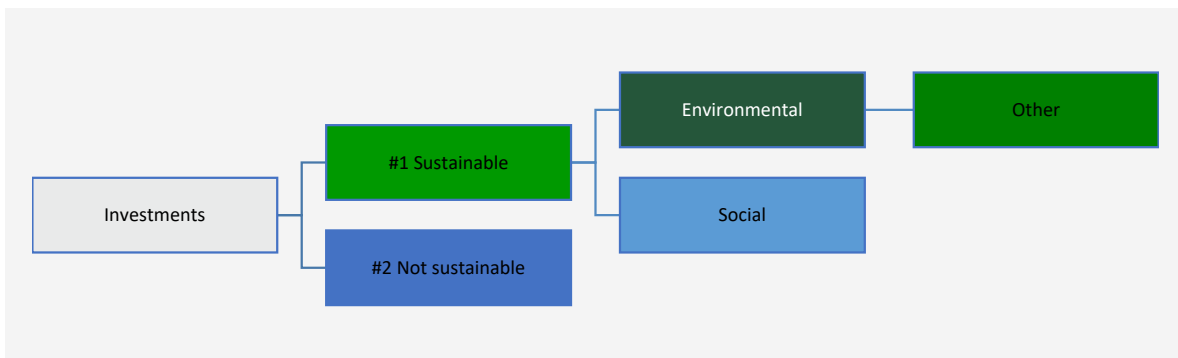 Investments
#1 Sustainable
#2 Not sustainable
Environmental
Social
Other